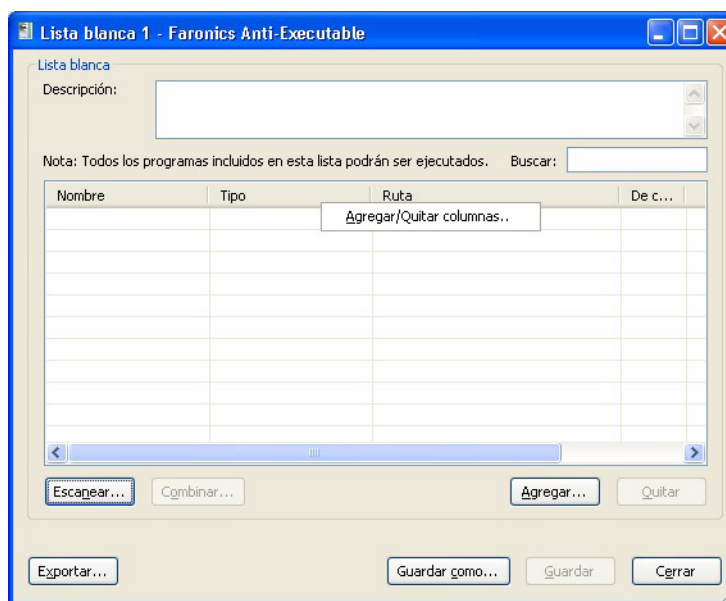 Lista blanca 1 - Faronics Anti-Executable
Lista blanca
Descripción:
Nota: Todos los programas incluidos en esta lista podrán ser ejecutados. Buscar:
Nombre Tipo Ruta De c...
Agregar/Quitar columnas..
Escanear... Combinar... Agregar... Quitar
Exportar... Guardar como... Guardar Cerrar